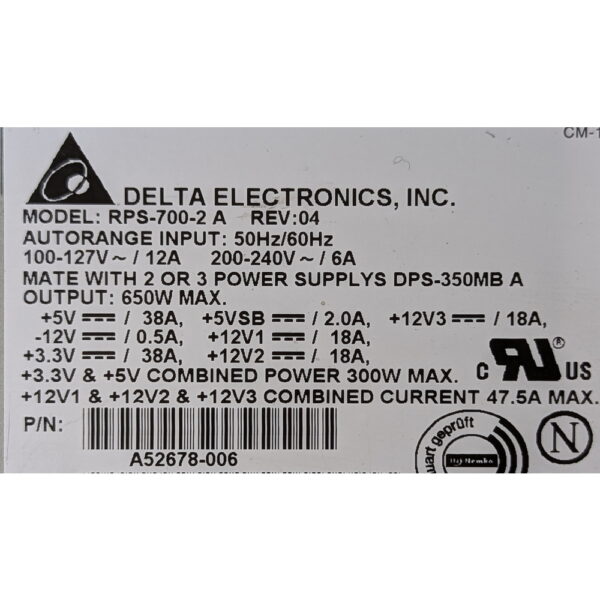 CM-1
DELTA ELECTRONICS, INC.
MODEL: RPS-700-2 A REV:04
AUTORANGE INPUT: 50Hz/60Hz
100-127V~ / 12A 200-240V~ / 6A
MATE WITH 2 OR 3 POWER SUPPLYS DPS-350MB A
OUTPUT: 650W MAX.
+5V ⎓ / 38A, +5VSB ⎓ / 2.0A, +12V3 ⎓ / 18A,
-12V ⎓ / 0.5A, +12V1 ⎓ / 18A,
+3.3V ⎓ / 38A, +12V2 ⎓ / 18A,
+3.3V & +5V COMBINED POWER 300W MAX.
+12V1 & +12V2 & +12V3 COMBINED CURRENT 47.5A MAX.
c RU ® US
P/N:
A52678-006
uart geprüft
Nemko
N